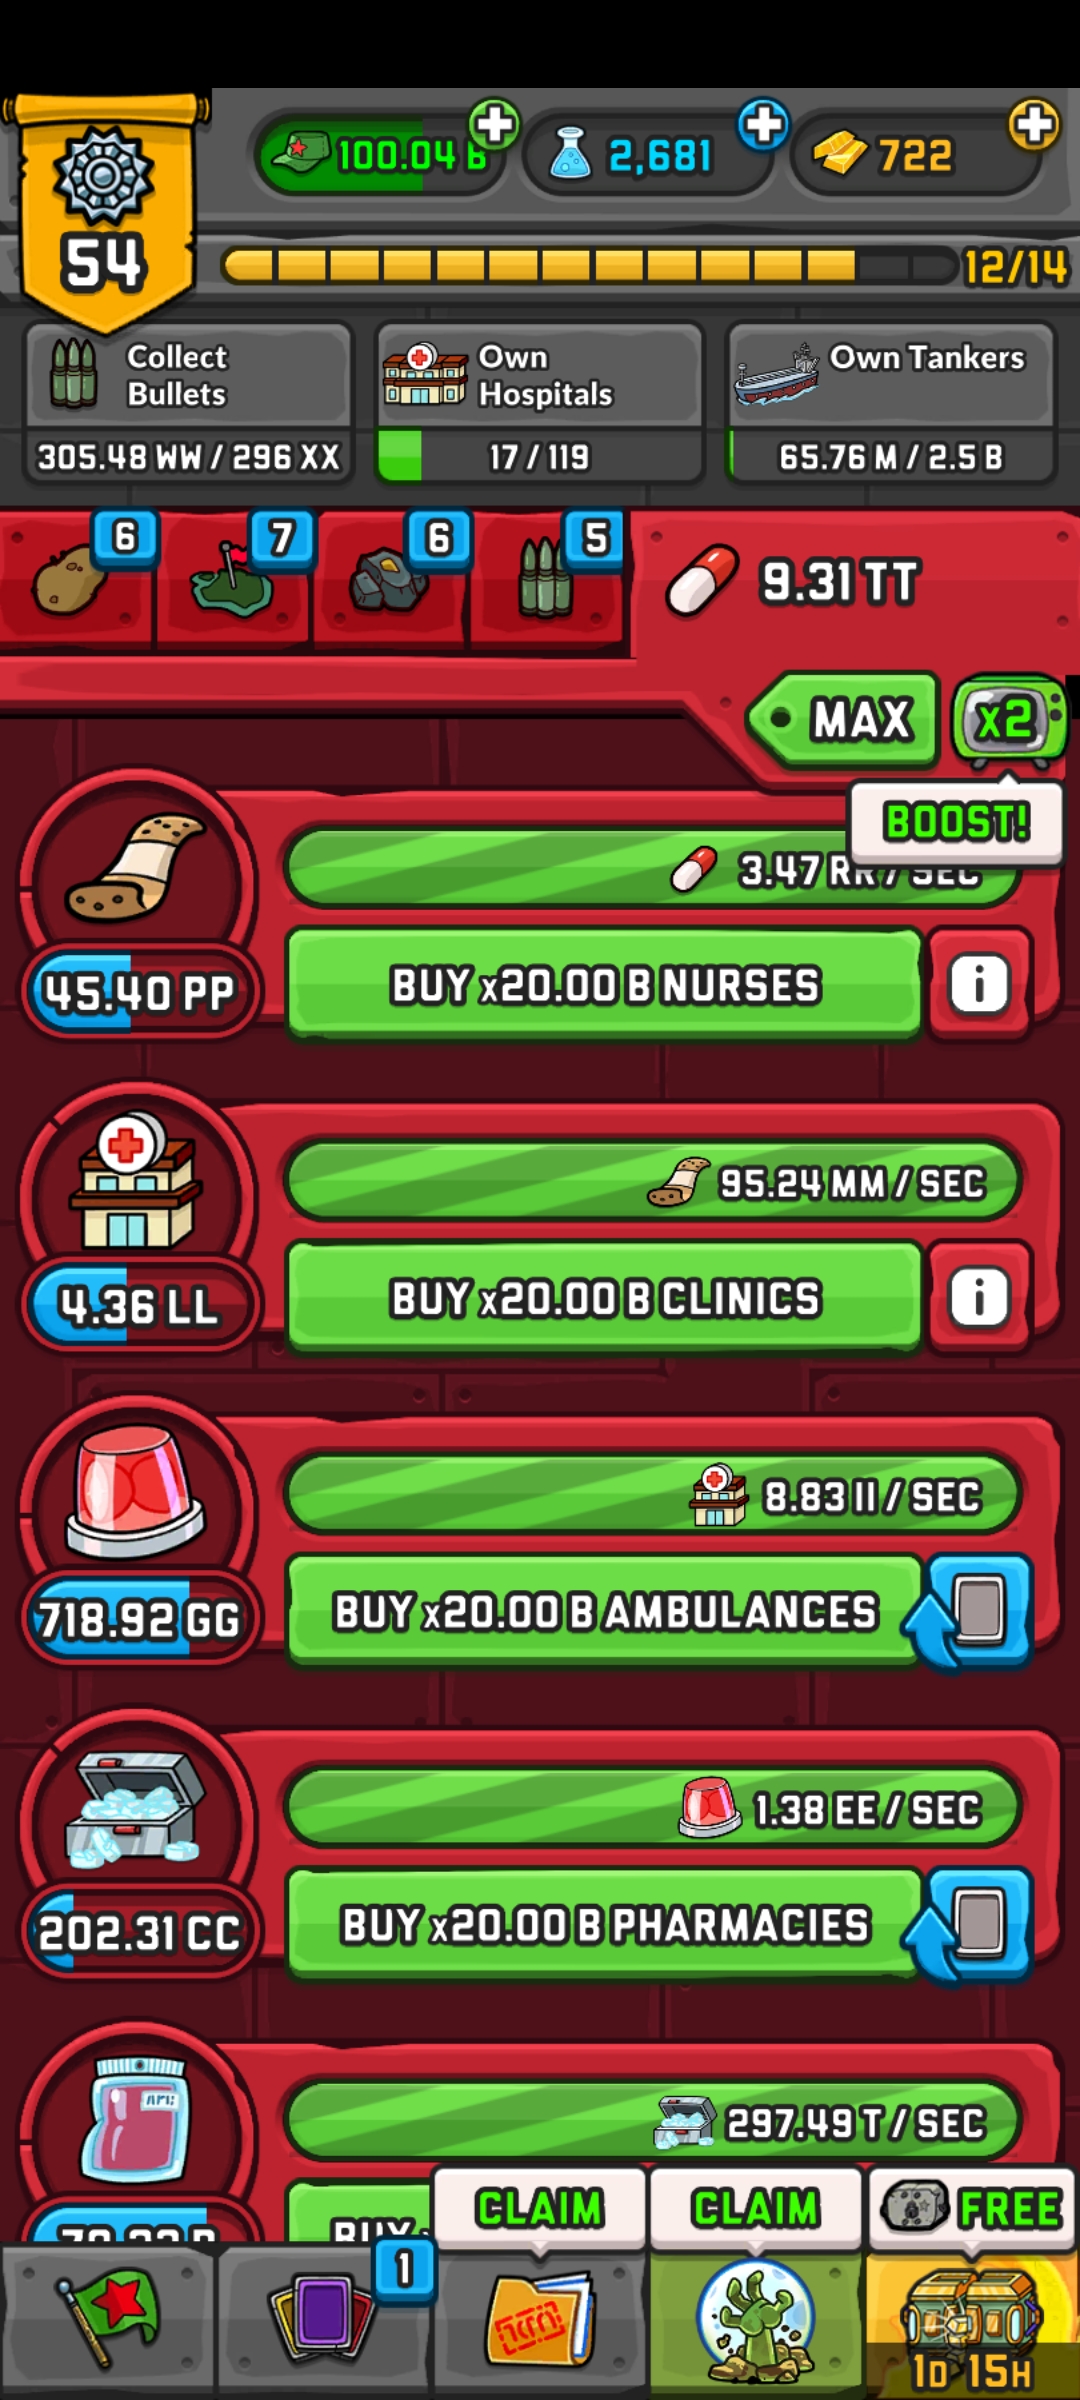 100.04 B
2,681
722
54
12/14
Collect
Bullets
Own
Hospitals
Own Tankers
305.48 WW / 296 XX
17 / 119
65.76 M / 2.5 B
6
7
6
5
9.31 TT
MAX
x2
BOOST!
3.47 RR / SEC
45.40 PP
BUY x20.00 B NURSES
i
95.24 MM / SEC
4.36 LL
BUY x20.00 B CLINICS
i
8.83 II / SEC
718.92 GG
BUY x20.00 B AMBULANCES
1.38 EE / SEC
202.31 CC
BUY x20.00 B PHARMACIES
297.49 T / SEC
BUY
CLAIM
CLAIM
FREE
1
1D 15H